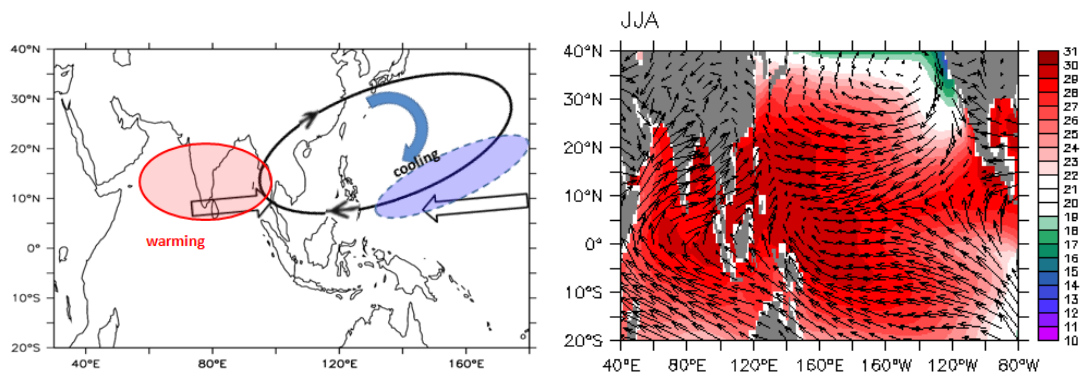 40°N
30°N
20°N
10°N
0°
10°S
20°S
40°E
80°E
120°E
160°E
warming
cooling
JJA
40°N
30°N
20°N
10°N
0°
10°S
20°S
40°E
80°E
120°E
160°E
160°W
120°W
80°W
31
30
29
28
27
26
25
24
23
22
21
20
19
18
17
16
15
14
13
12
11
10